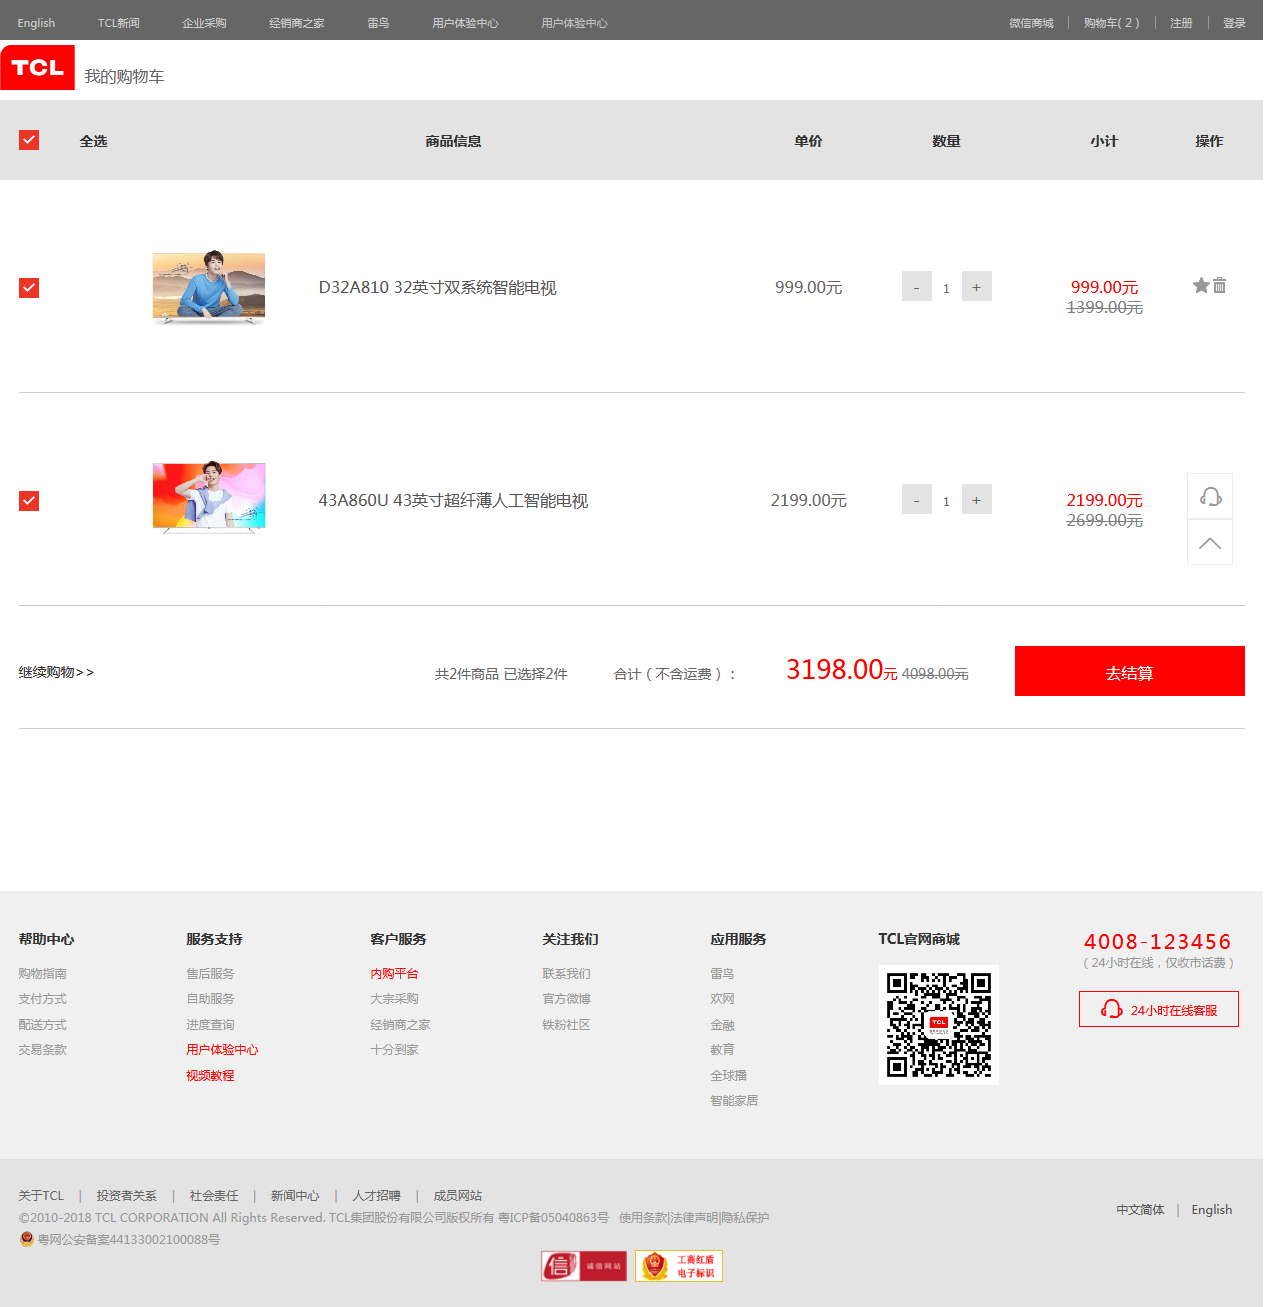 English TCL新闻 企业采购 经销商之家 雷鸟 用户体验中心 用户体验中心 微信商城 购物车( 2 ) 注册 登录
TCL 我的购物车
全选 商品信息 单价 数量 小计 操作
D32A810 32英寸双系统智能电视 999.00元 - 1 + 999.00元
1399.00元
43A860U 43英寸超纤薄人工智能电视 2199.00元 - 1 + 2199.00元
2699.00元
继续购物>> 共2件商品 已选择2件 合计（不含运费）： 3198.00元 4098.00元 去结算
帮助中心 服务支持 客户服务 关注我们 应用服务 TCL官网商城 4008-123456
（24小时在线，仅收市话费）
购物指南 售后服务 内购平台 联系我们 雷鸟
支付方式 自助服务 大宗采购 官方微博 欢网
配送方式 进度查询 经销商之家 铁粉社区 金融 TCL 24小时在线客服
交易条款 用户体验中心 十分到家 教育
视频教程 全球播
智能家居
关于TCL | 投资者关系 | 社会责任 | 新闻中心 | 人才招聘 | 成员网站
中文简体 | English
©2010-2018 TCL CORPORATION All Rights Reserved. TCL集团股份有限公司版权所有 粤ICP备05040863号 使用条款|法律声明|隐私保护
粤网公安备案44133002100088号
信 诚信网站 工商红盾
电子标识